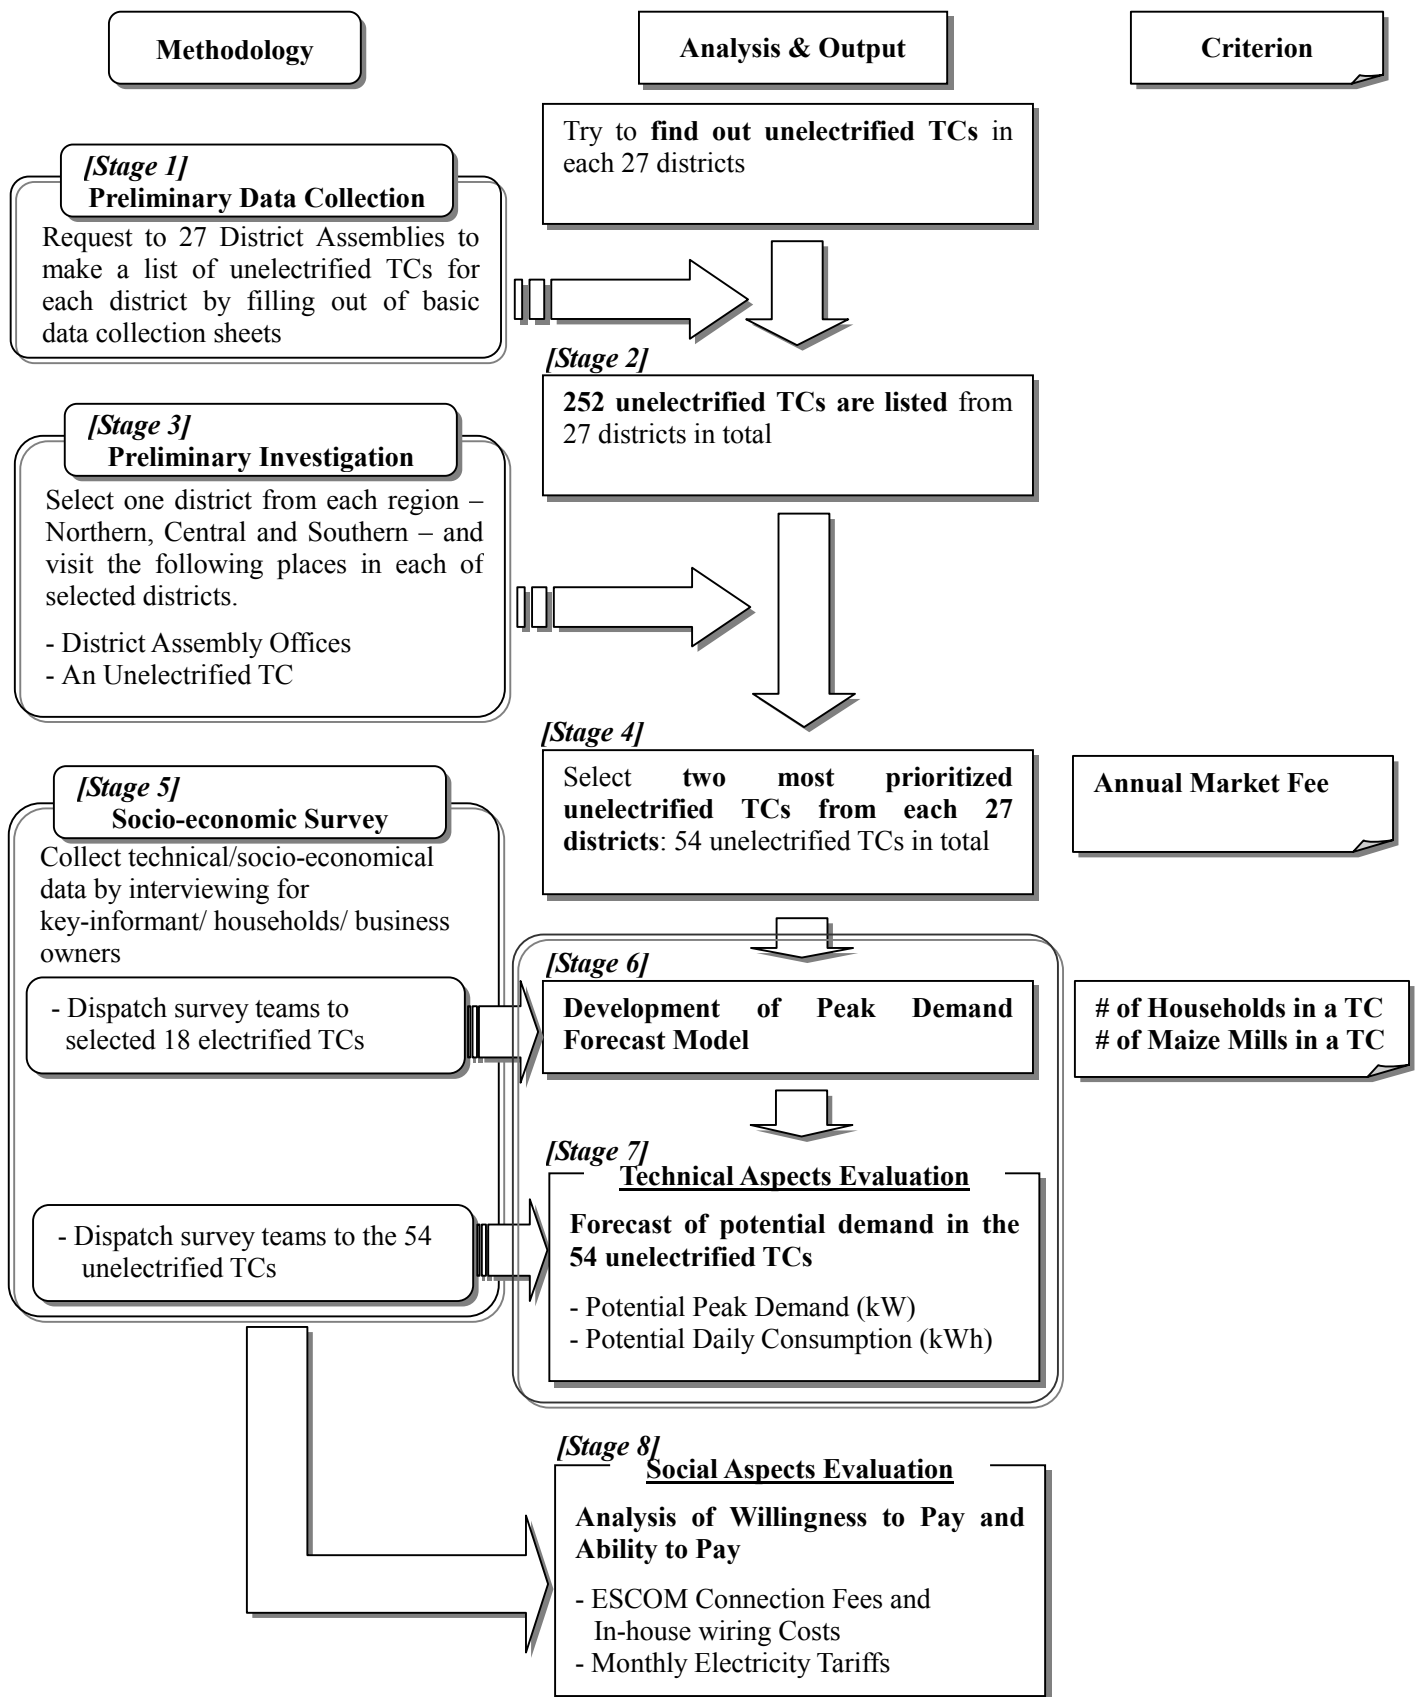 Methodology
Analysis & Output
Criterion
Try to find out unelectrified TCs in
each 27 districts
[Stage 1]
Preliminary Data Collection
Request to 27 District Assemblies to
make a list of unelectrified TCs for
each district by filling out of basic
data collection sheets
[Stage 2]
252 unelectrified TCs are listed from
27 districts in total
[Stage 3]
Preliminary Investigation
Select one district from each region –
Northern, Central and Southern – and
visit the following places in each of
selected districts.
- District Assembly Offices
- An Unelectrified TC
[Stage 4]
Select two most prioritized
unelectrified TCs from each 27
districts: 54 unelectrified TCs in total
Annual Market Fee
[Stage 5]
Socio-economic Survey
Collect technical/socio-economical
data by interviewing for
key-informant/ households/ business
owners
- Dispatch survey teams to
selected 18 electrified TCs
[Stage 6]
Development of Peak Demand
Forecast Model
# of Households in a TC
# of Maize Mills in a TC
- Dispatch survey teams to the 54
unelectrified TCs
[Stage 7]
Technical Aspects Evaluation
Forecast of potential demand in the
54 unelectrified TCs
- Potential Peak Demand (kW)
- Potential Daily Consumption (kWh)
[Stage 8]
Social Aspects Evaluation
Analysis of Willingness to Pay and
Ability to Pay
- ESCOM Connection Fees and
In-house wiring Costs
- Monthly Electricity Tariffs